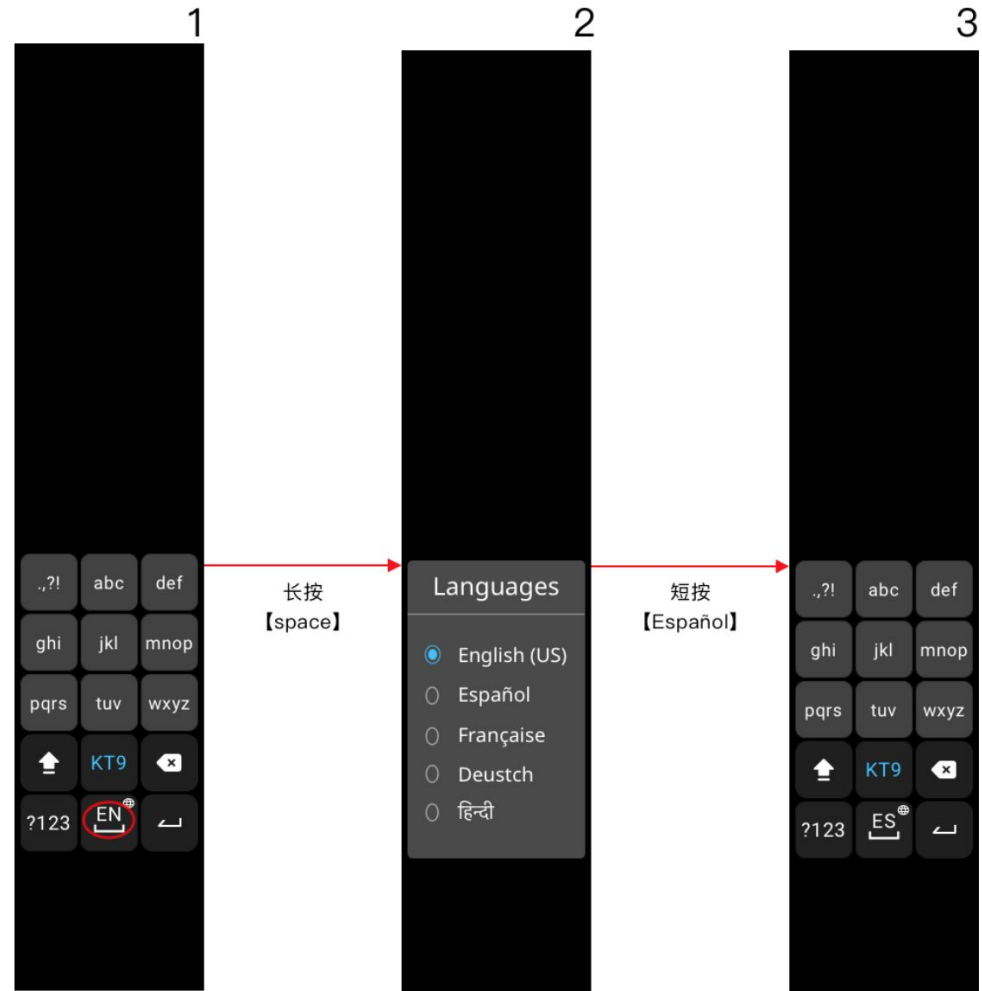 1
.,?! abc def
ghi jkl mnop
pqrs tuv wxyz
KT9
?123 EN
长按
【space】
2
Languages
English (US)
Español
Française
Deustch
हिन्दी
短按
【Español】
3
.,?! abc def
ghi jkl mnop
pqrs tuv wxyz
KT9
?123 ES